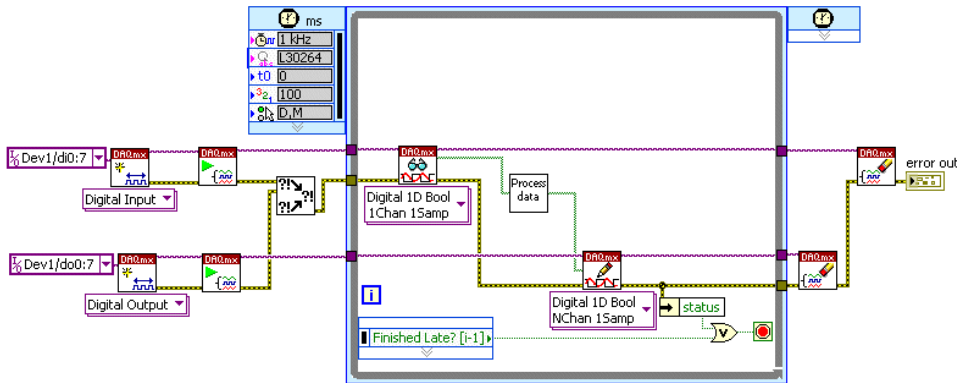 ms
1 kHz
L30264
t0 0
100
D,M
Dev1/di0:7
DAQmx
DAQmx
DAQmx
DAQmx
error out
Digital Input
Digital 1D Bool
1Chan 1Samp
Process
data
Dev1/do0:7
DAQmx
DAQmx
DAQmx
DAQmx
Digital Output
i
Digital 1D Bool
NChan 1Samp
status
Finished Late? [i-1]